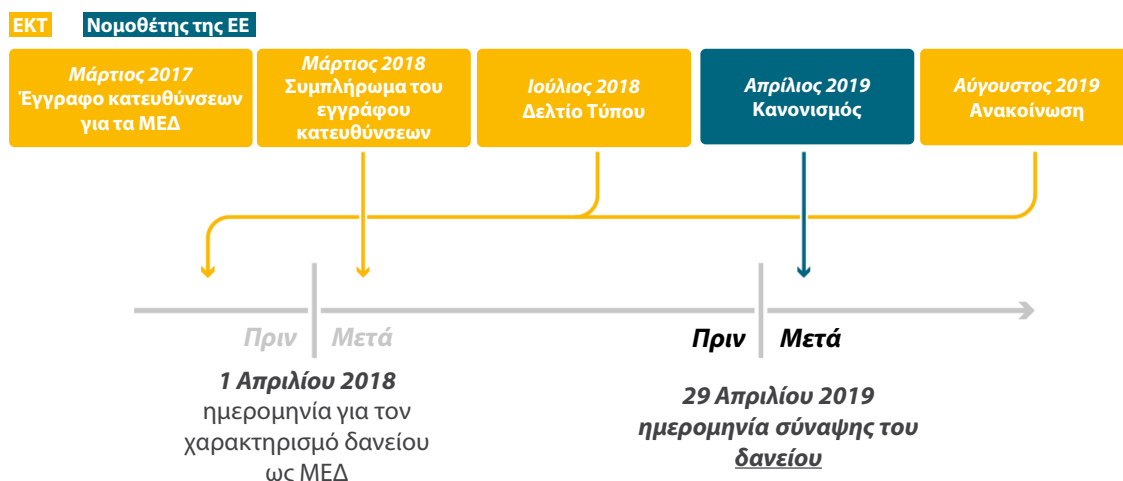 ΕΚΤ Νομοθέτης της ΕΕ
Μάρτιος 2017
Έγγραφο κατευθύνσεων
για τα ΜΕΔ
Μάρτιος 2018
Συμπλήρωμα του
εγγράφου
κατευθύνσεων
Ιούλιος 2018
Δελτίο Τύπου
Απρίλιος 2019
Κανονισμός
Αύγουστος 2019
Ανακοίνωση
Πριν Μετά
1 Απριλίου 2018
ημερομηνία για τον
χαρακτηρισμό δανείου
ως ΜΕΔ
Πριν Μετά
29 Απριλίου 2019
ημερομηνία σύναψης του
δανείου